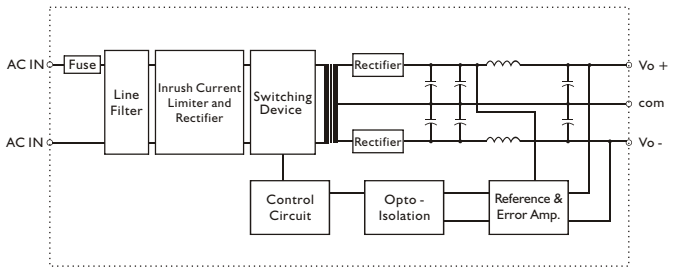 AC IN
Fuse
Line
Filter
Inrush Current
Limiter and
Rectifier
Switching
Device
Rectifier
Vo +
com
AC IN
Rectifier
Vo -
Control
Circuit
Opto -
Isolation
Reference &
Error Amp.